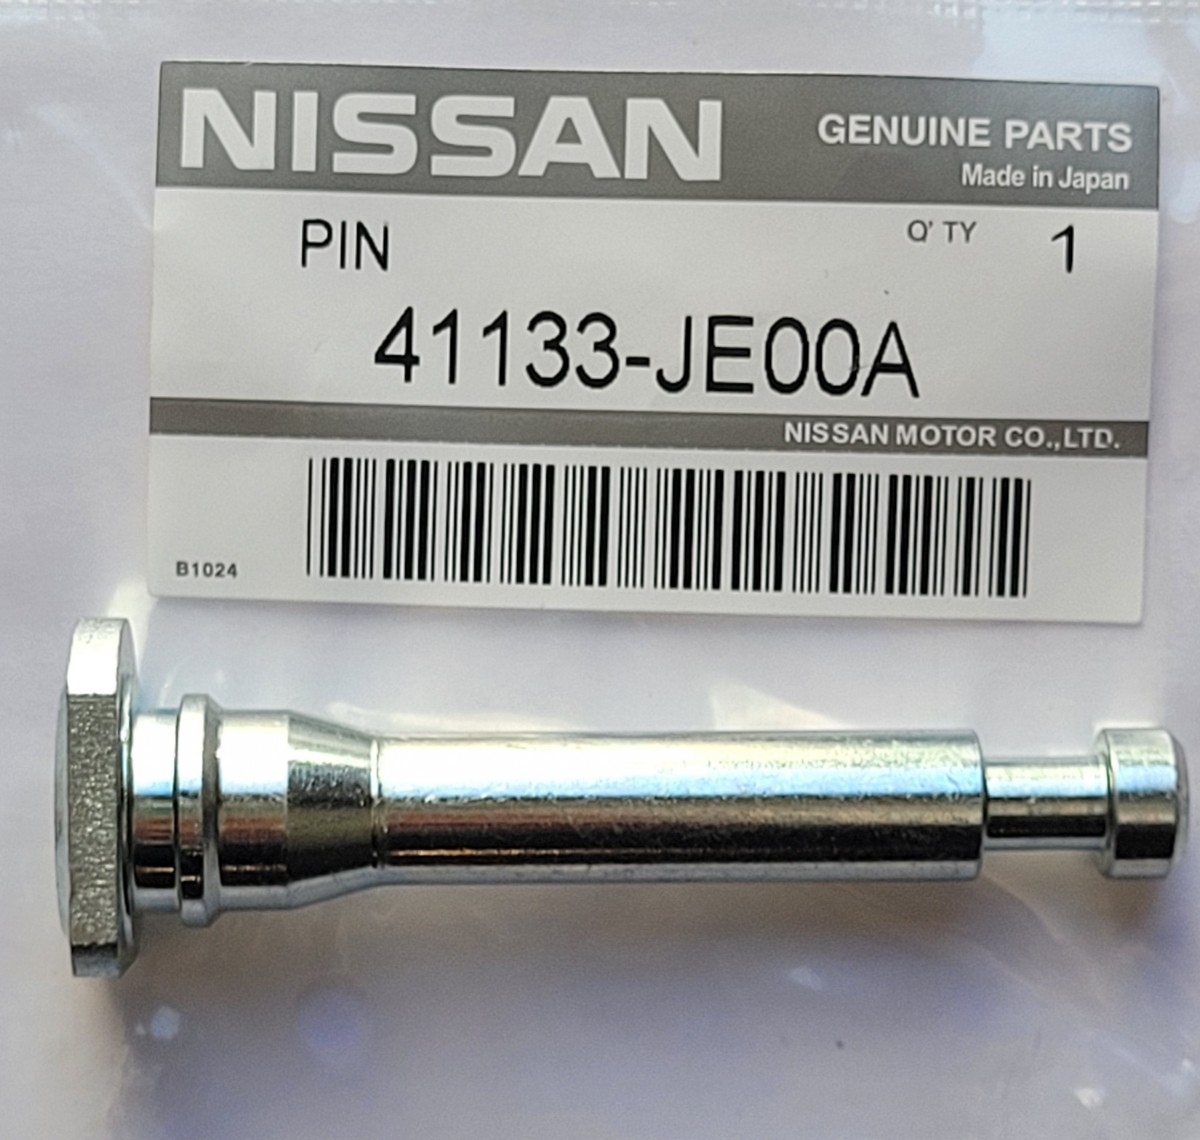 NISSAN
GENUINE PARTS
Made in Japan
PIN
Q' TY 1
41133-JE00A
NISSAN MOTOR CO.,LTD.
B1024